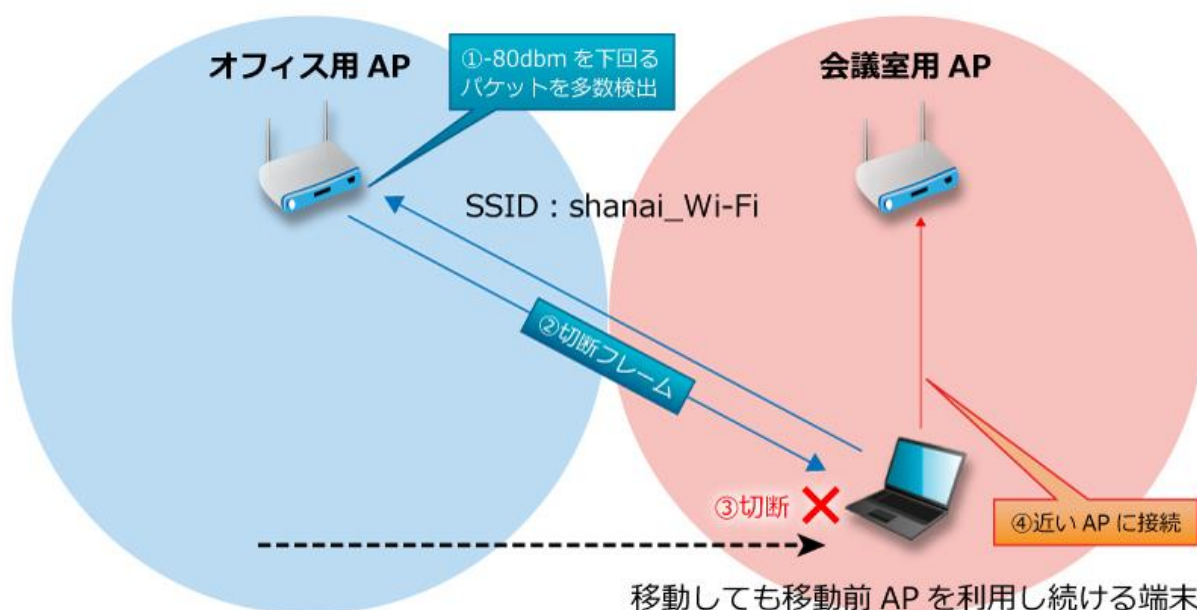 オフィス用 AP
①-80dbm を下回る
パケットを多数検出
会議室用 AP
SSID：shanai_Wi-Fi
②切断フレーム
③切断
④近い AP に接続
移動しても移動前 AP を利用し続ける端末